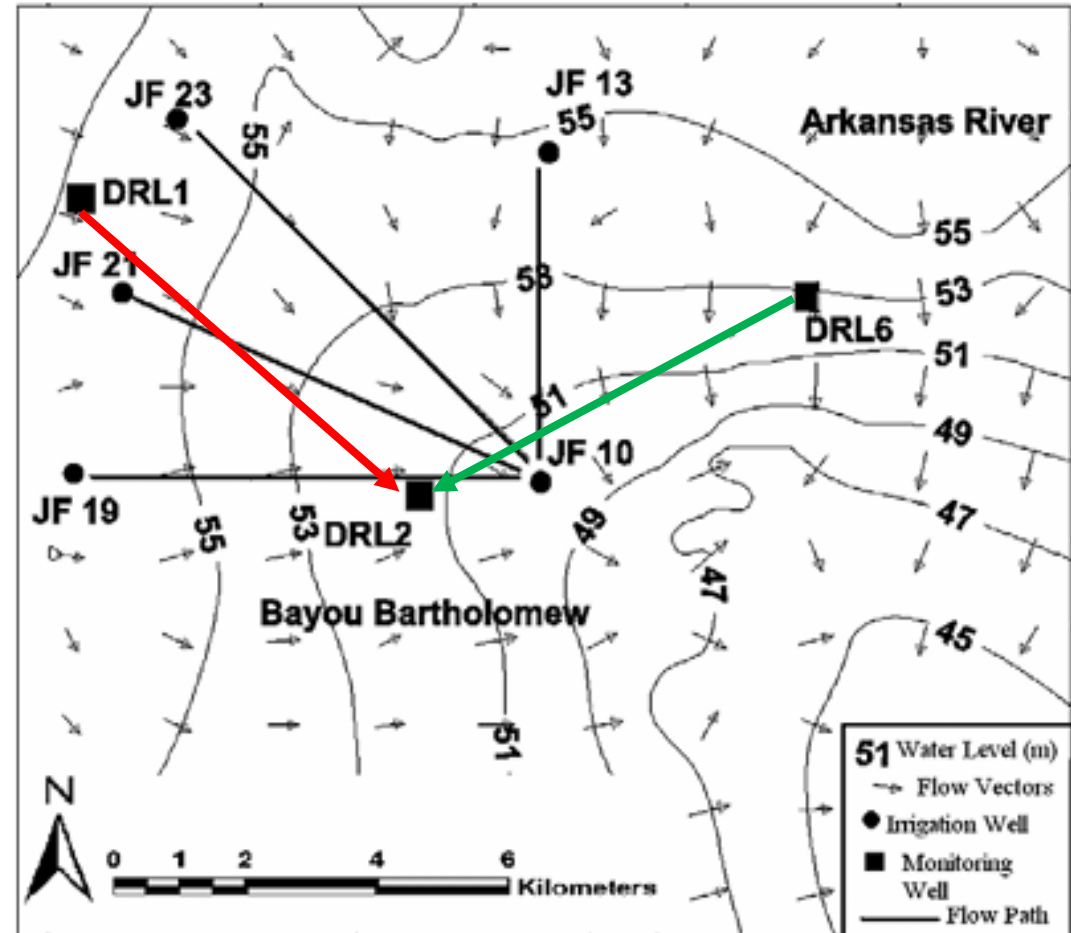 JF 23
JF 13
55
55
Arkansas River
DRL1
55
JF 21
53
53
DRL6
51
51
49
JF 10
JF 19
55
53
DRL2
49
47
47
Bayou Bartholomew
45
51
N
0 1 2 4 6
Kilometers
51 Water Level (m)
Flow Vectors
Irrigation Well
Monitoring
Well
Flow Path